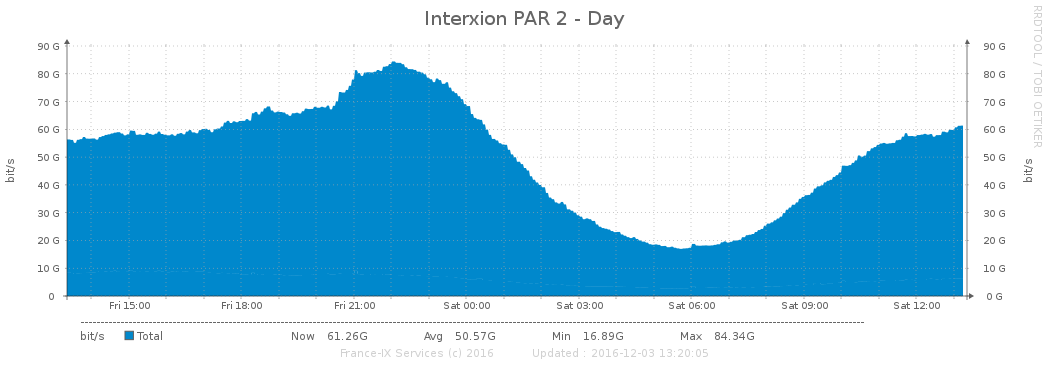 Interxion PAR 2 - Day
RRDTOOL / TOBI OETIKER
90 G 90 G
80 G 80 G
70 G 70 G
60 G 60 G
50 G 50 G
40 G 40 G
30 G 30 G
20 G 20 G
10 G 10 G
0 0 G
bit/s
bit/s
Fri 15:00 Fri 18:00 Fri 21:00 Sat 00:00 Sat 03:00 Sat 06:00 Sat 09:00 Sat 12:00
bit/s Total Now 61.26G Avg 50.57G Min 16.89G Max 84.34G
France-IX Services (c) 2016 Updated : 2016-12-03 13:20:05